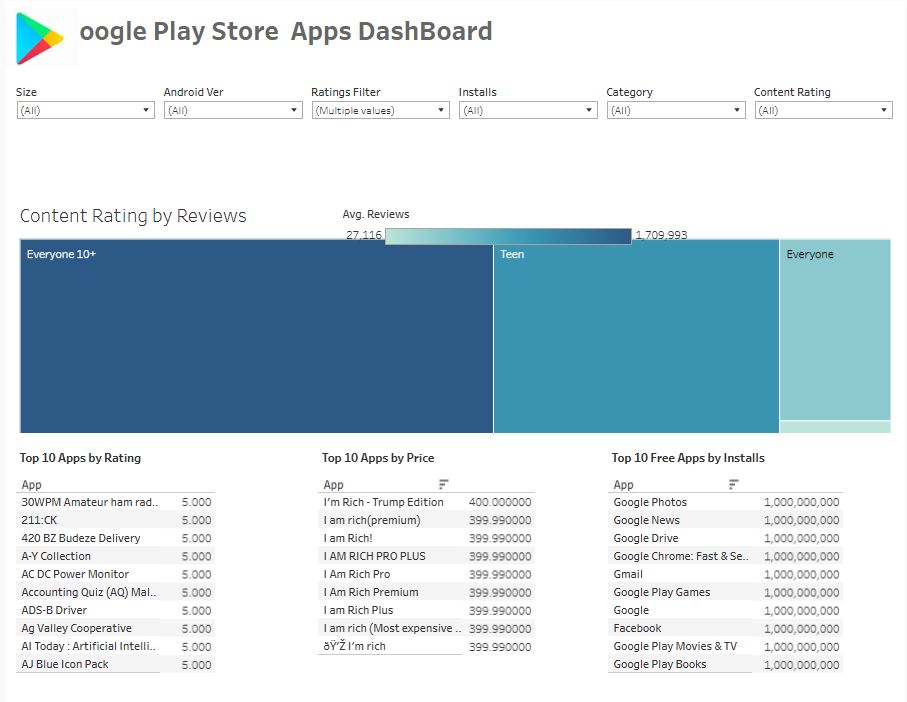 oogle Play Store Apps DashBoard
Size Android Ver Ratings Filter Installs Category Content Rating
(All) (All) (Multiple values) (All) (All) (All)
Content Rating by Reviews
Avg. Reviews
27,116 1,709,993
Everyone 10+ Teen Everyone
Top 10 Apps by Rating
App
30WPM Amateur ham rad.. 5.000
211:CK 5.000
420 BZ Budeze Delivery 5.000
A-Y Collection 5.000
AC DC Power Monitor 5.000
Accounting Quiz (AQ) Mal.. 5.000
ADS-B Driver 5.000
Ag Valley Cooperative 5.000
AI Today : Artificial Intelli.. 5.000
AJ Blue Icon Pack 5.000
Top 10 Apps by Price
App
I'm Rich - Trump Edition 400.000000
I am rich(premium) 399.990000
I am Rich! 399.990000
I AM RICH PRO PLUS 399.990000
I Am Rich Pro 399.990000
I Am Rich Premium 399.990000
I am Rich Plus 399.990000
I am rich (Most expensive .. 399.990000
ðŸ’Ž I'm rich 399.990000
Top 10 Free Apps by Installs
App
Google Photos 1,000,000,000
Google News 1,000,000,000
Google Drive 1,000,000,000
Google Chrome: Fast & Se.. 1,000,000,000
Gmail 1,000,000,000
Google Play Games 1,000,000,000
Google 1,000,000,000
Facebook 1,000,000,000
Google Play Movies & TV 1,000,000,000
Google Play Books 1,000,000,000